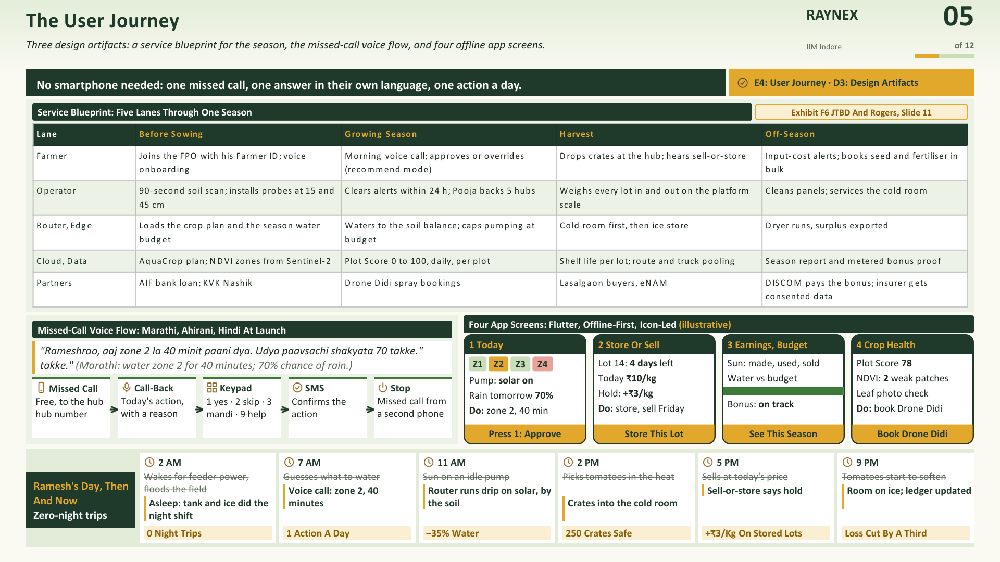 The User Journey
Three design artifacts: a service blueprint for the season, the missed-call voice flow, and four offline app screens.
RAYNEX
IIM Indore
05
of 12
No smartphone needed: one missed call, one answer in their own language, one action a day.
E4: User Journey · D3: Design Artifacts
Service Blueprint: Five Lanes Through One Season
Exhibit F6 JTBD And Rogers, Slide 11
Lane
Before Sowing
Growing Season
Harvest
Off-Season
Farmer
Joins the FPO with his Farmer ID; voice
onboarding
Morning voice call; approves or overrides
(recommend mode)
Drops crates at the hub; hears sell-or-store
Input-cost alerts; books seed and fertiliser in
bulk
Operator
90-second soil scan; installs probes at 15 and
45 cm
Clears alerts within 24 h; Pooja backs 5 hubs
Weighs every lot in and out on the platform
scale
Cleans panels; services the cold room
Router, Edge
Loads the crop plan and the season water
budget
Waters to the soil balance; caps pumping at
budget
Cold room first, then ice store
Dryer runs, surplus exported
Cloud, Data
AquaCrop plan; NDVI zones from Sentinel-2
Plot Score 0 to 100, daily, per plot
Shelf life per lot; route and truck pooling
Season report and metered bonus proof
Partners
AIF bank loan; KVK Nashik
Drone Didi spray bookings
Lasalgaon buyers, eNAM
DISCOM pays the bonus; insurer gets
consented data
Missed-Call Voice Flow: Marathi, Ahirani, Hindi At Launch
"Rameshrao, aaj zone 2 la 40 minit paani dya. Udya paavsachi shakyata 70 takke."
takke." (Marathi: water zone 2 for 40 minutes; 70% chance of rain.)
Missed Call
Free, to the hub
hub number
Call-Back
Today's action,
with a reason
Keypad
1 yes · 2 skip · 3
mandi · 9 help
SMS
Confirms the
action
Stop
Missed call from
a second phone
Four App Screens: Flutter, Offline-First, Icon-Led (illustrative)
1 Today
Z1 Z2 Z3 Z4
Pump: solar on
Rain tomorrow 70%
Do: zone 2, 40 min
Press 1: Approve
2 Store Or Sell
Lot 14: 4 days left
Today ₹10/kg
Hold: +₹3/kg
Do: store, sell Friday
Store This Lot
3 Earnings, Budget
Sun: made, used, sold
Water vs budget
Bonus: on track
See This Season
4 Crop Health
Plot Score 78
NDVI: 2 weak patches
Leaf photo check
Do: book Drone Didi
Book Drone Didi
Ramesh's Day, Then
And Now
Zero-night trips
2 AM
Wakes for feeder power,
floods the field
Asleep: tank and ice did the
night shift
0 Night Trips
7 AM
Guesses what to water
Voice call: zone 2, 40
minutes
1 Action A Day
11 AM
Sun on an idle pump
Router runs drip on solar, by
the soil
−35% Water
2 PM
Picks tomatoes in the heat
Crates into the cold room
250 Crates Safe
5 PM
Sells at today's price
Sell-or-store says hold
+₹3/Kg On Stored Lots
9 PM
Tomatoes start to soften
Room on ice; ledger updated
Loss Cut By A Third